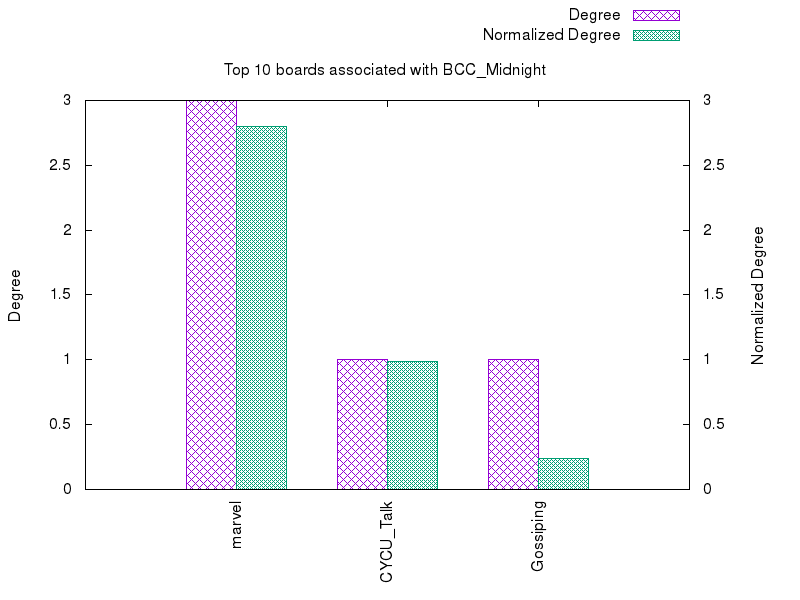 Degree
Normalized Degree
Top 10 boards associated with BCC_Midnight
3
2.5
2
1.5
1
0.5
0
Degree
3
2.5
2
1.5
1
0.5
0
Normalized Degree
marvel
CYCU_Talk
Gossiping